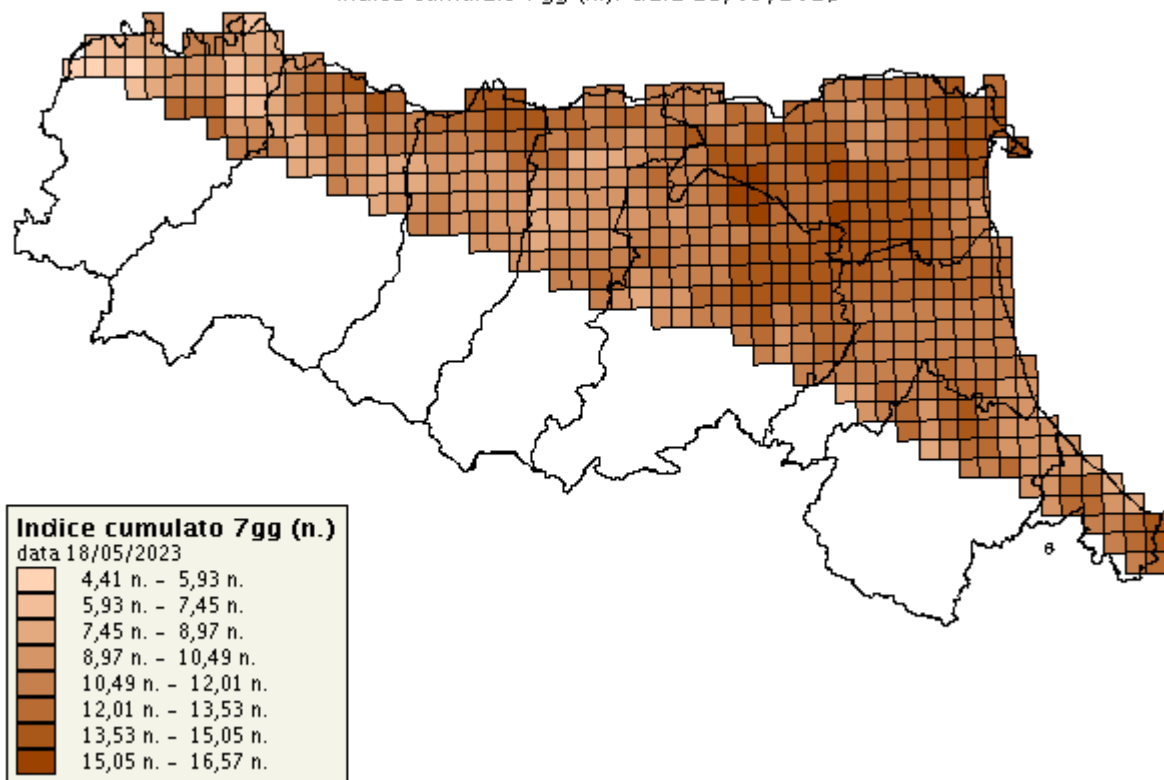 Indice cumulato 7gg (n.)
data 18/05/2023
4,41 n. - 5,93 n.
5,93 n. - 7,45 n.
7,45 n. - 8,97 n.
8,97 n. - 10,49 n.
10,49 n. - 12,01 n.
12,01 n. - 13,53 n.
13,53 n. - 15,05 n.
15,05 n. - 16,57 n.